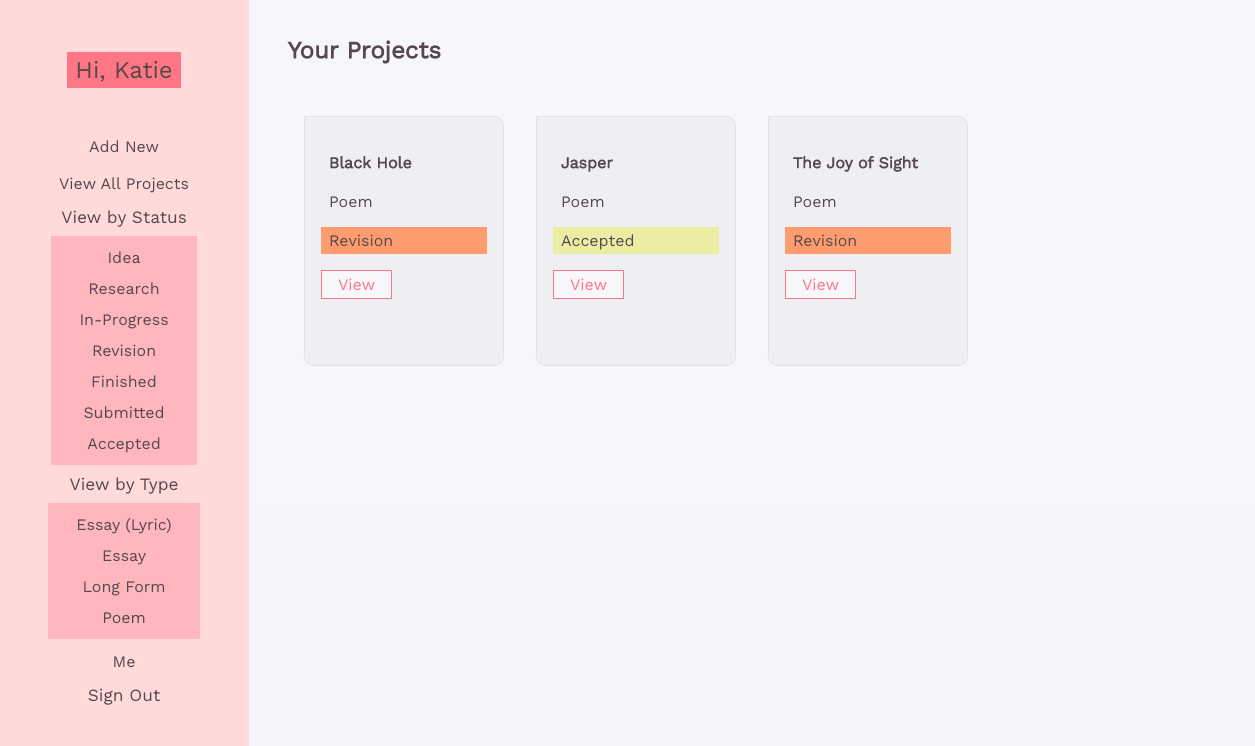 Hi, Katie
Add New
View All Projects
View by Status
Idea
Research
In-Progress
Revision
Finished
Submitted
Accepted
View by Type
Essay (Lyric)
Essay
Long Form
Poem
Me
Sign Out
Your Projects
Black Hole
Poem
Revision
View
Jasper
Poem
Accepted
View
The Joy of Sight
Poem
Revision
View